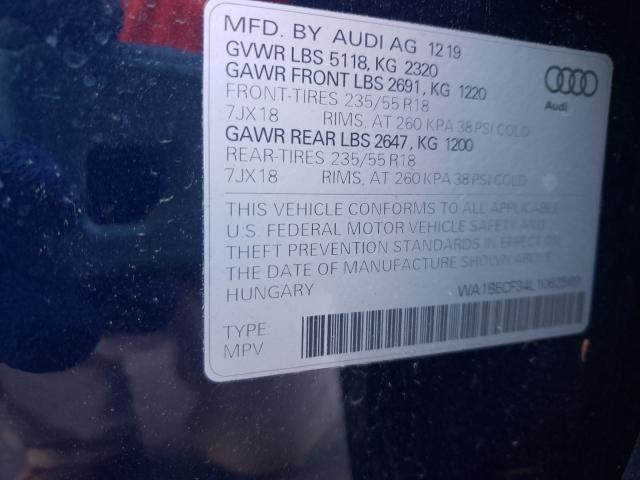 MFD. BY AUDI AG 12 19
GVWR LBS 5118, KG 2320
GAWR FRONT LBS 2691, KG 1220
FRONT-TIRES 235/55 R18
7JX18 RIMS, AT 260 KPA 38 PSI COLD
GAWR REAR LBS 2647, KG 1200
REAR-TIRES 235/55 R18
7JX18 RIMS, AT 260 KPA 38 PSI COLD
Audi
THIS VEHICLE CONFORMS TO ALL APPLICABLE
U.S. FEDERAL MOTOR VEHICLE SAFETY AND
THEFT PREVENTION STANDARDS IN EFFECT ON
THE DATE OF MANUFACTURE SHOWN ABOVE
HUNGARY
TYPE:
MPV